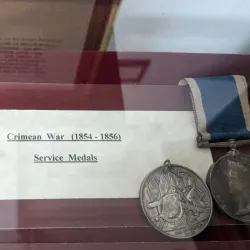 Crimean War (1854 - 1856)
Service Medals